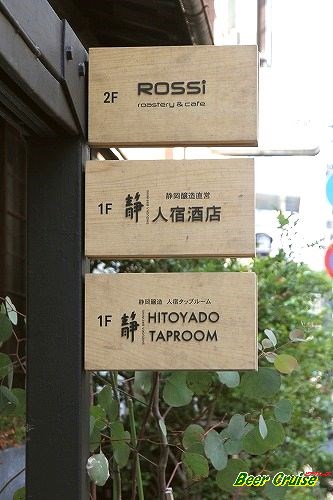 2F
ROSSi
roastery & cafe
1F
静
静岡醸造直営
人宿酒店
1F
静
静岡醸造 人宿タップルーム
HITOYADO
TAPROOM
Beer Cruise